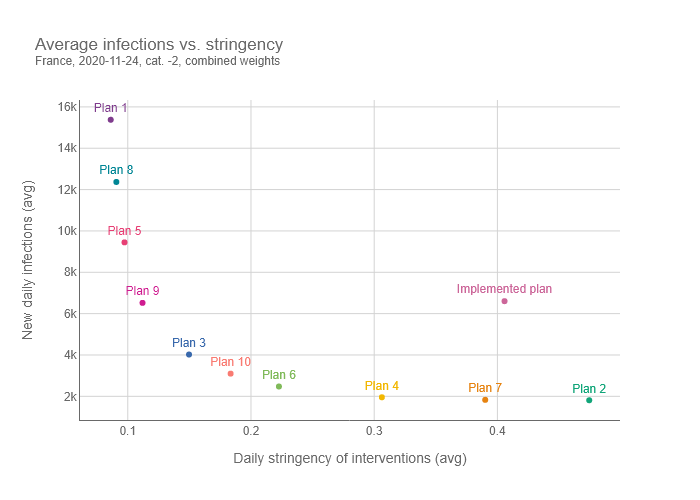 Average infections vs. stringency
France, 2020-11-24, cat. -2, combined weights
New daily infections (avg)
16k
14k
12k
10k
8k
6k
4k
2k
Plan 1
Plan 8
Plan 5
Plan 9
Implemented plan
Plan 3
Plan 10
Plan 6
Plan 4
Plan 7
Plan 2
0.1
0.2
0.3
0.4
Daily stringency of interventions (avg)